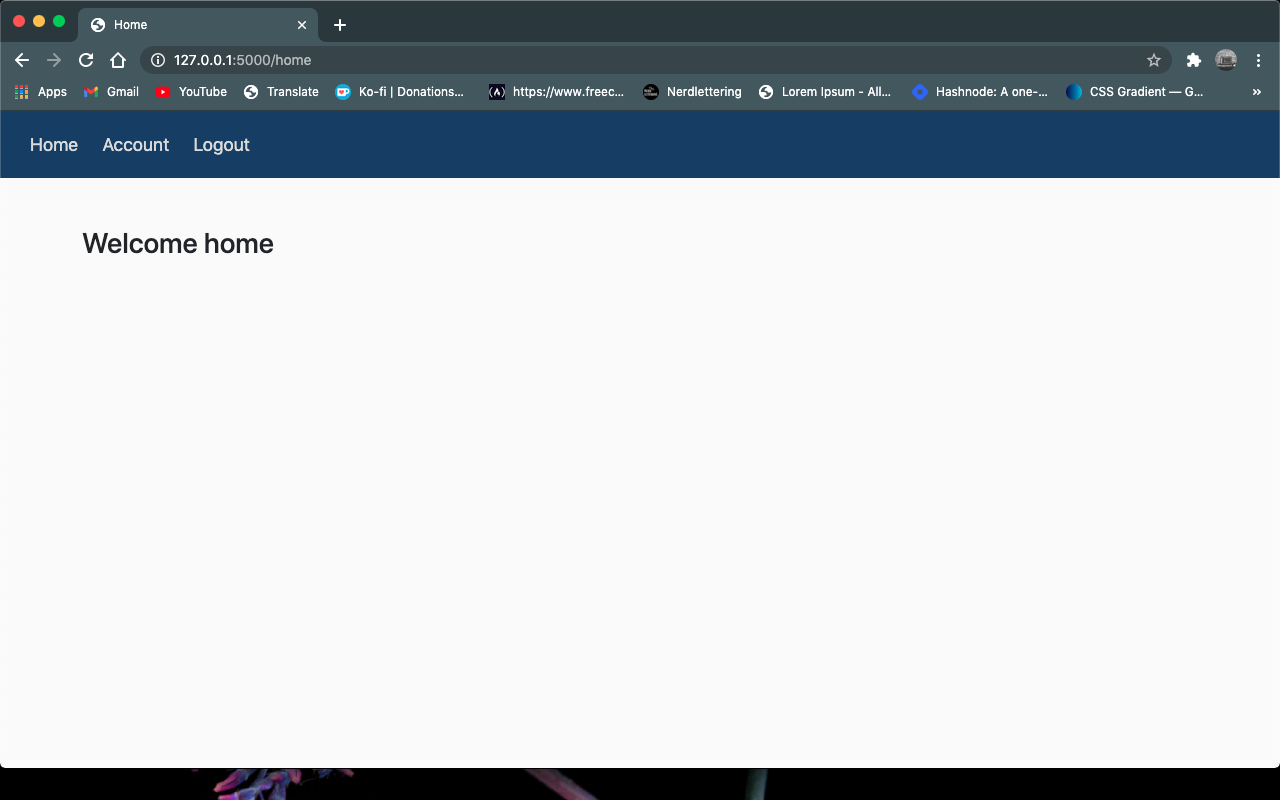 Home
127.0.0.1:5000/home
Apps Gmail YouTube Translate Ko-fi | Donations... https://www.freec... Nerdlettering Lorem Ipsum - All... Hashnode: A one-... CSS Gradient — G...
Home Account Logout
Welcome home